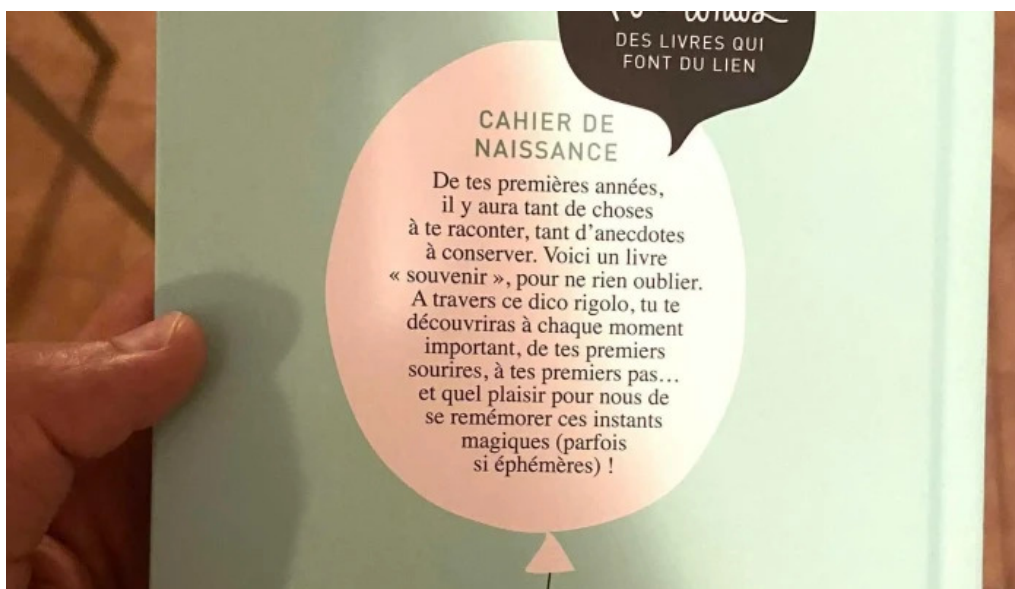 DES LIVRES QUI
FONT DU LIEN
CAHIER DE
NAISSANCE
De tes premières années,
il y aura tant de choses
à te raconter, tant d’anecdotes
à conserver. Voici un livre
« souvenir », pour ne rien oublier.
A travers ce dico rigolo, tu te
découvriras à chaque moment
important, de tes premiers
sourires, à tes premiers pas…
et quel plaisir pour nous de
se remémorer ces instants
magiques (parfois
si éphémères) !